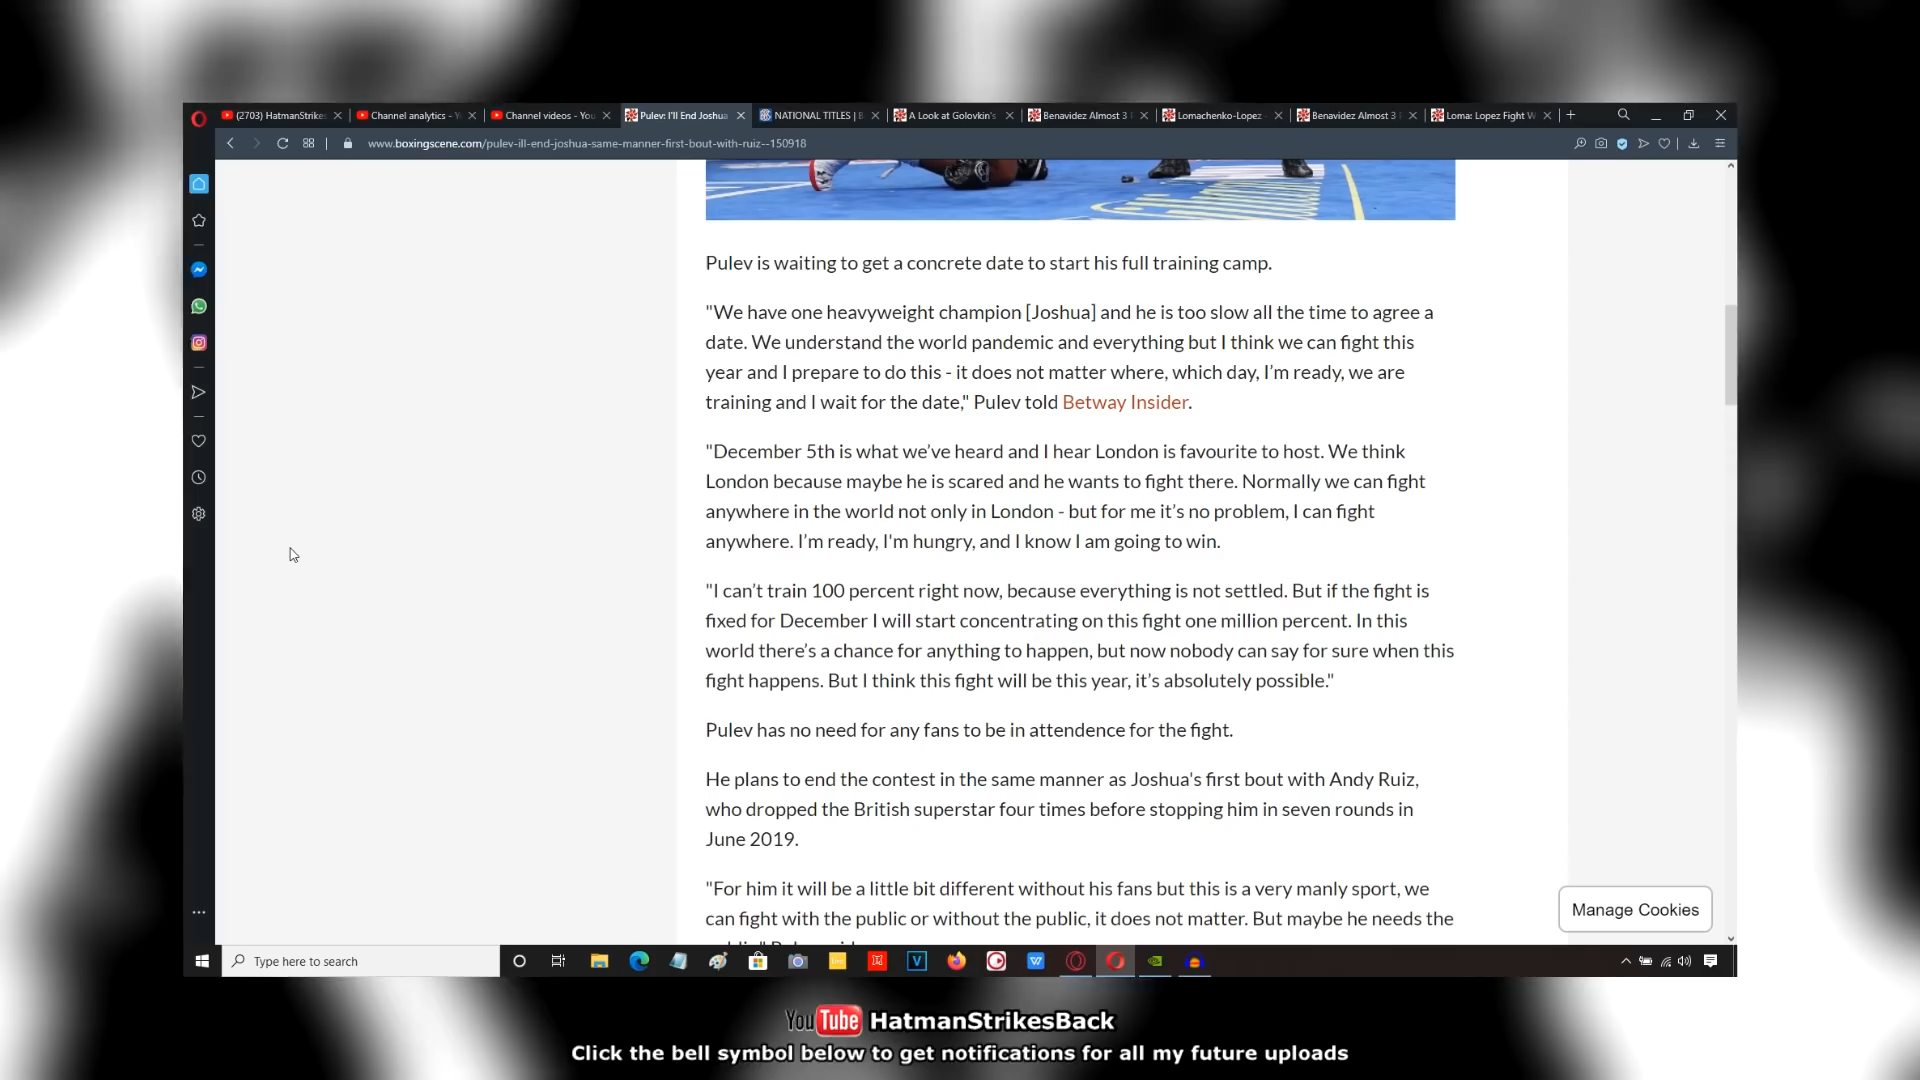 (2703) HatmanStrikes
Channel analytics - Y
Channel videos - You
Pulev: I'll End Joshua
NATIONAL TITLES | B
A Look at Golovkin's
Benavidez Almost 3
Lomachenko-Lopez
Benavidez Almost 3
Loma: Lopez Fight W
www.boxingscene.com/pulev-ill-end-joshua-same-manner-first-bout-with-ruiz--150918
Pulev is waiting to get a concrete date to start his full training camp.
"We have one heavyweight champion [Joshua] and he is too slow all the time to agree a
date. We understand the world pandemic and everything but I think we can fight this
year and I prepare to do this - it does not matter where, which day, I’m ready, we are
training and I wait for the date," Pulev told Betway Insider.
"December 5th is what we’ve heard and I hear London is favourite to host. We think
London because maybe he is scared and he wants to fight there. Normally we can fight
anywhere in the world not only in London - but for me it’s no problem, I can fight
anywhere. I’m ready, I'm hungry, and I know I am going to win.
"I can’t train 100 percent right now, because everything is not settled. But if the fight is
fixed for December I will start concentrating on this fight one million percent. In this
world there’s a chance for anything to happen, but now nobody can say for sure when this
fight happens. But I think this fight will be this year, it’s absolutely possible."
Pulev has no need for any fans to be in attendence for the fight.
He plans to end the contest in the same manner as Joshua's first bout with Andy Ruiz,
who dropped the British superstar four times before stopping him in seven rounds in
June 2019.
"For him it will be a little bit different without his fans but this is a very manly sport, we
can fight with the public or without the public, it does not matter. But maybe he needs the
Manage Cookies
Type here to search
YouTube HatmanStrikesBack
Click the bell symbol below to get notifications for all my future uploads